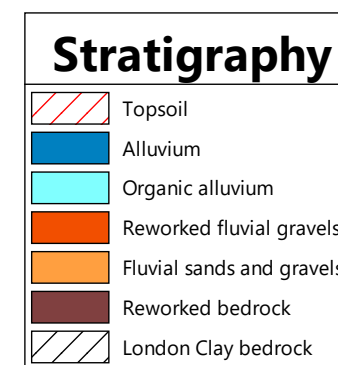 Stratigraphy
Topsoil
Alluvium
Organic alluvium
Reworked fluvial gravels
Fluvial sands and gravels
Reworked bedrock
London Clay bedrock